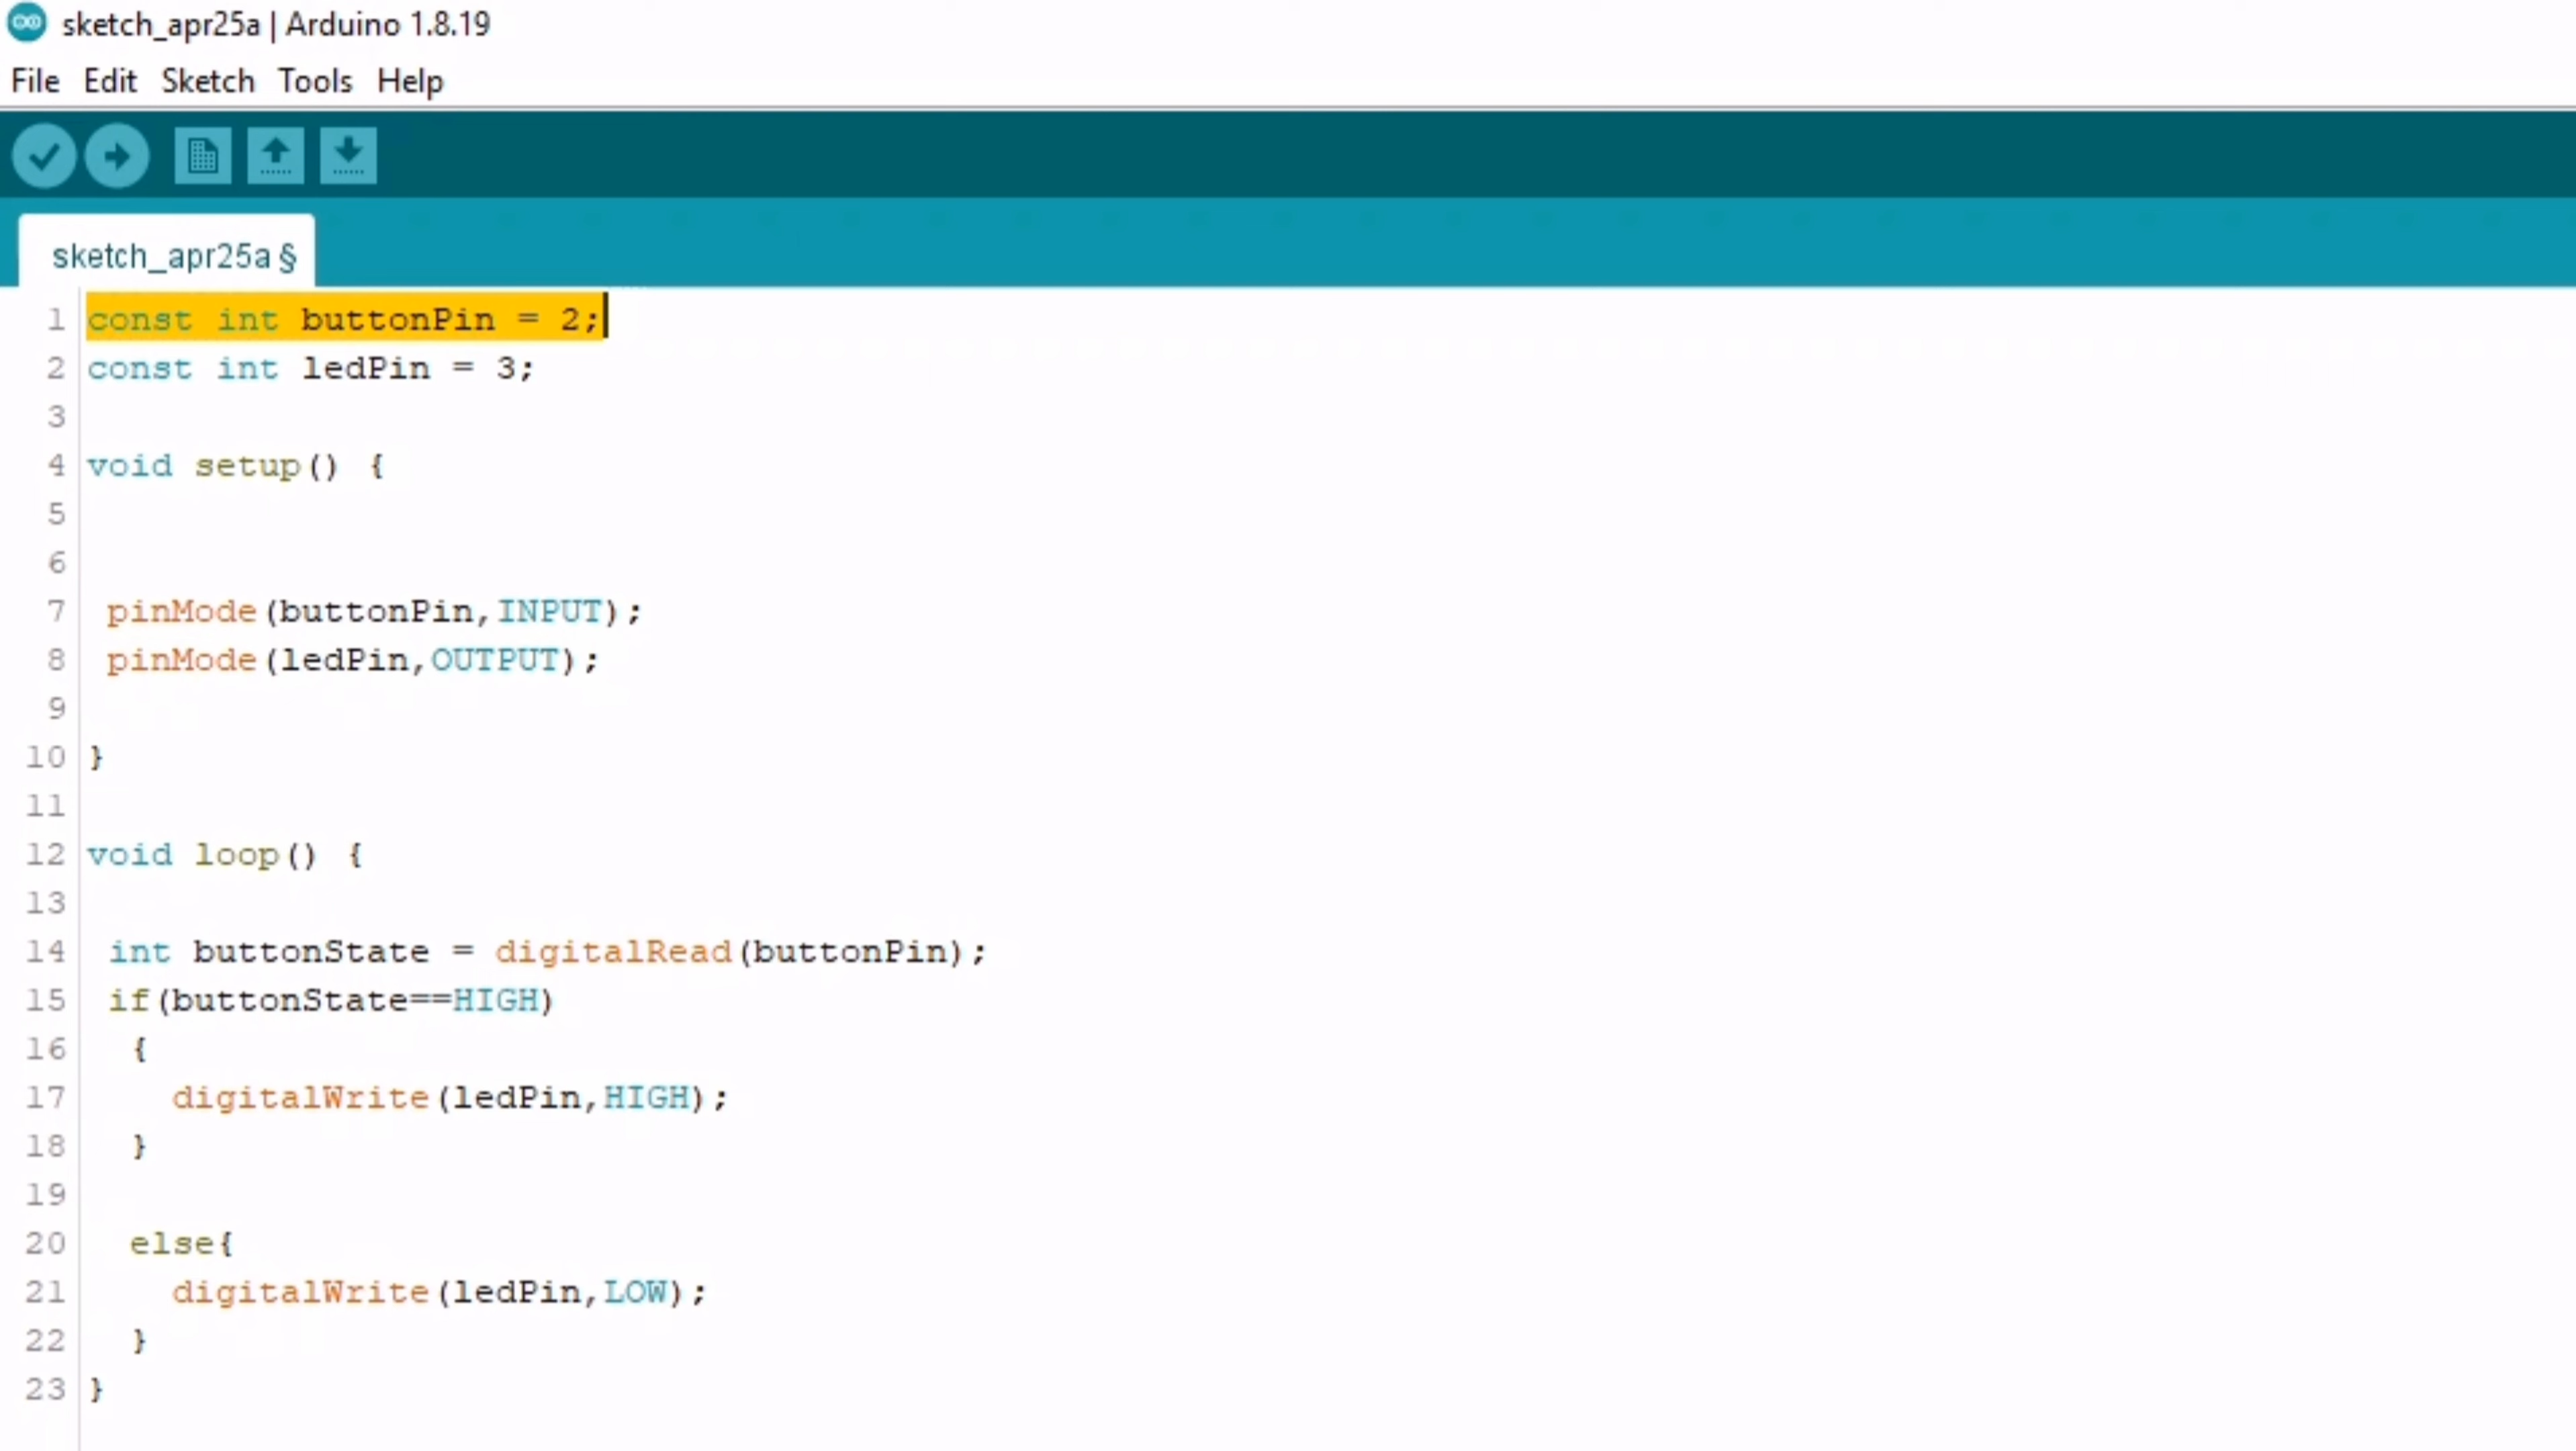 sketch_apr25a | Arduino 1.8.19
File Edit Sketch Tools Help
sketch_apr25a §
1 const int buttonPin = 2;
2 const int ledPin = 3;
3
4 void setup() {
5
6
7 pinMode(buttonPin,INPUT);
8 pinMode(ledPin,OUTPUT);
9
10 }
11
12 void loop() {
13
14 int buttonState = digitalRead(buttonPin);
15 if(buttonState==HIGH)
16 {
17 digitalWrite(ledPin,HIGH);
18 }
19
20 else{
21 digitalWrite(ledPin,LOW);
22 }
23 }